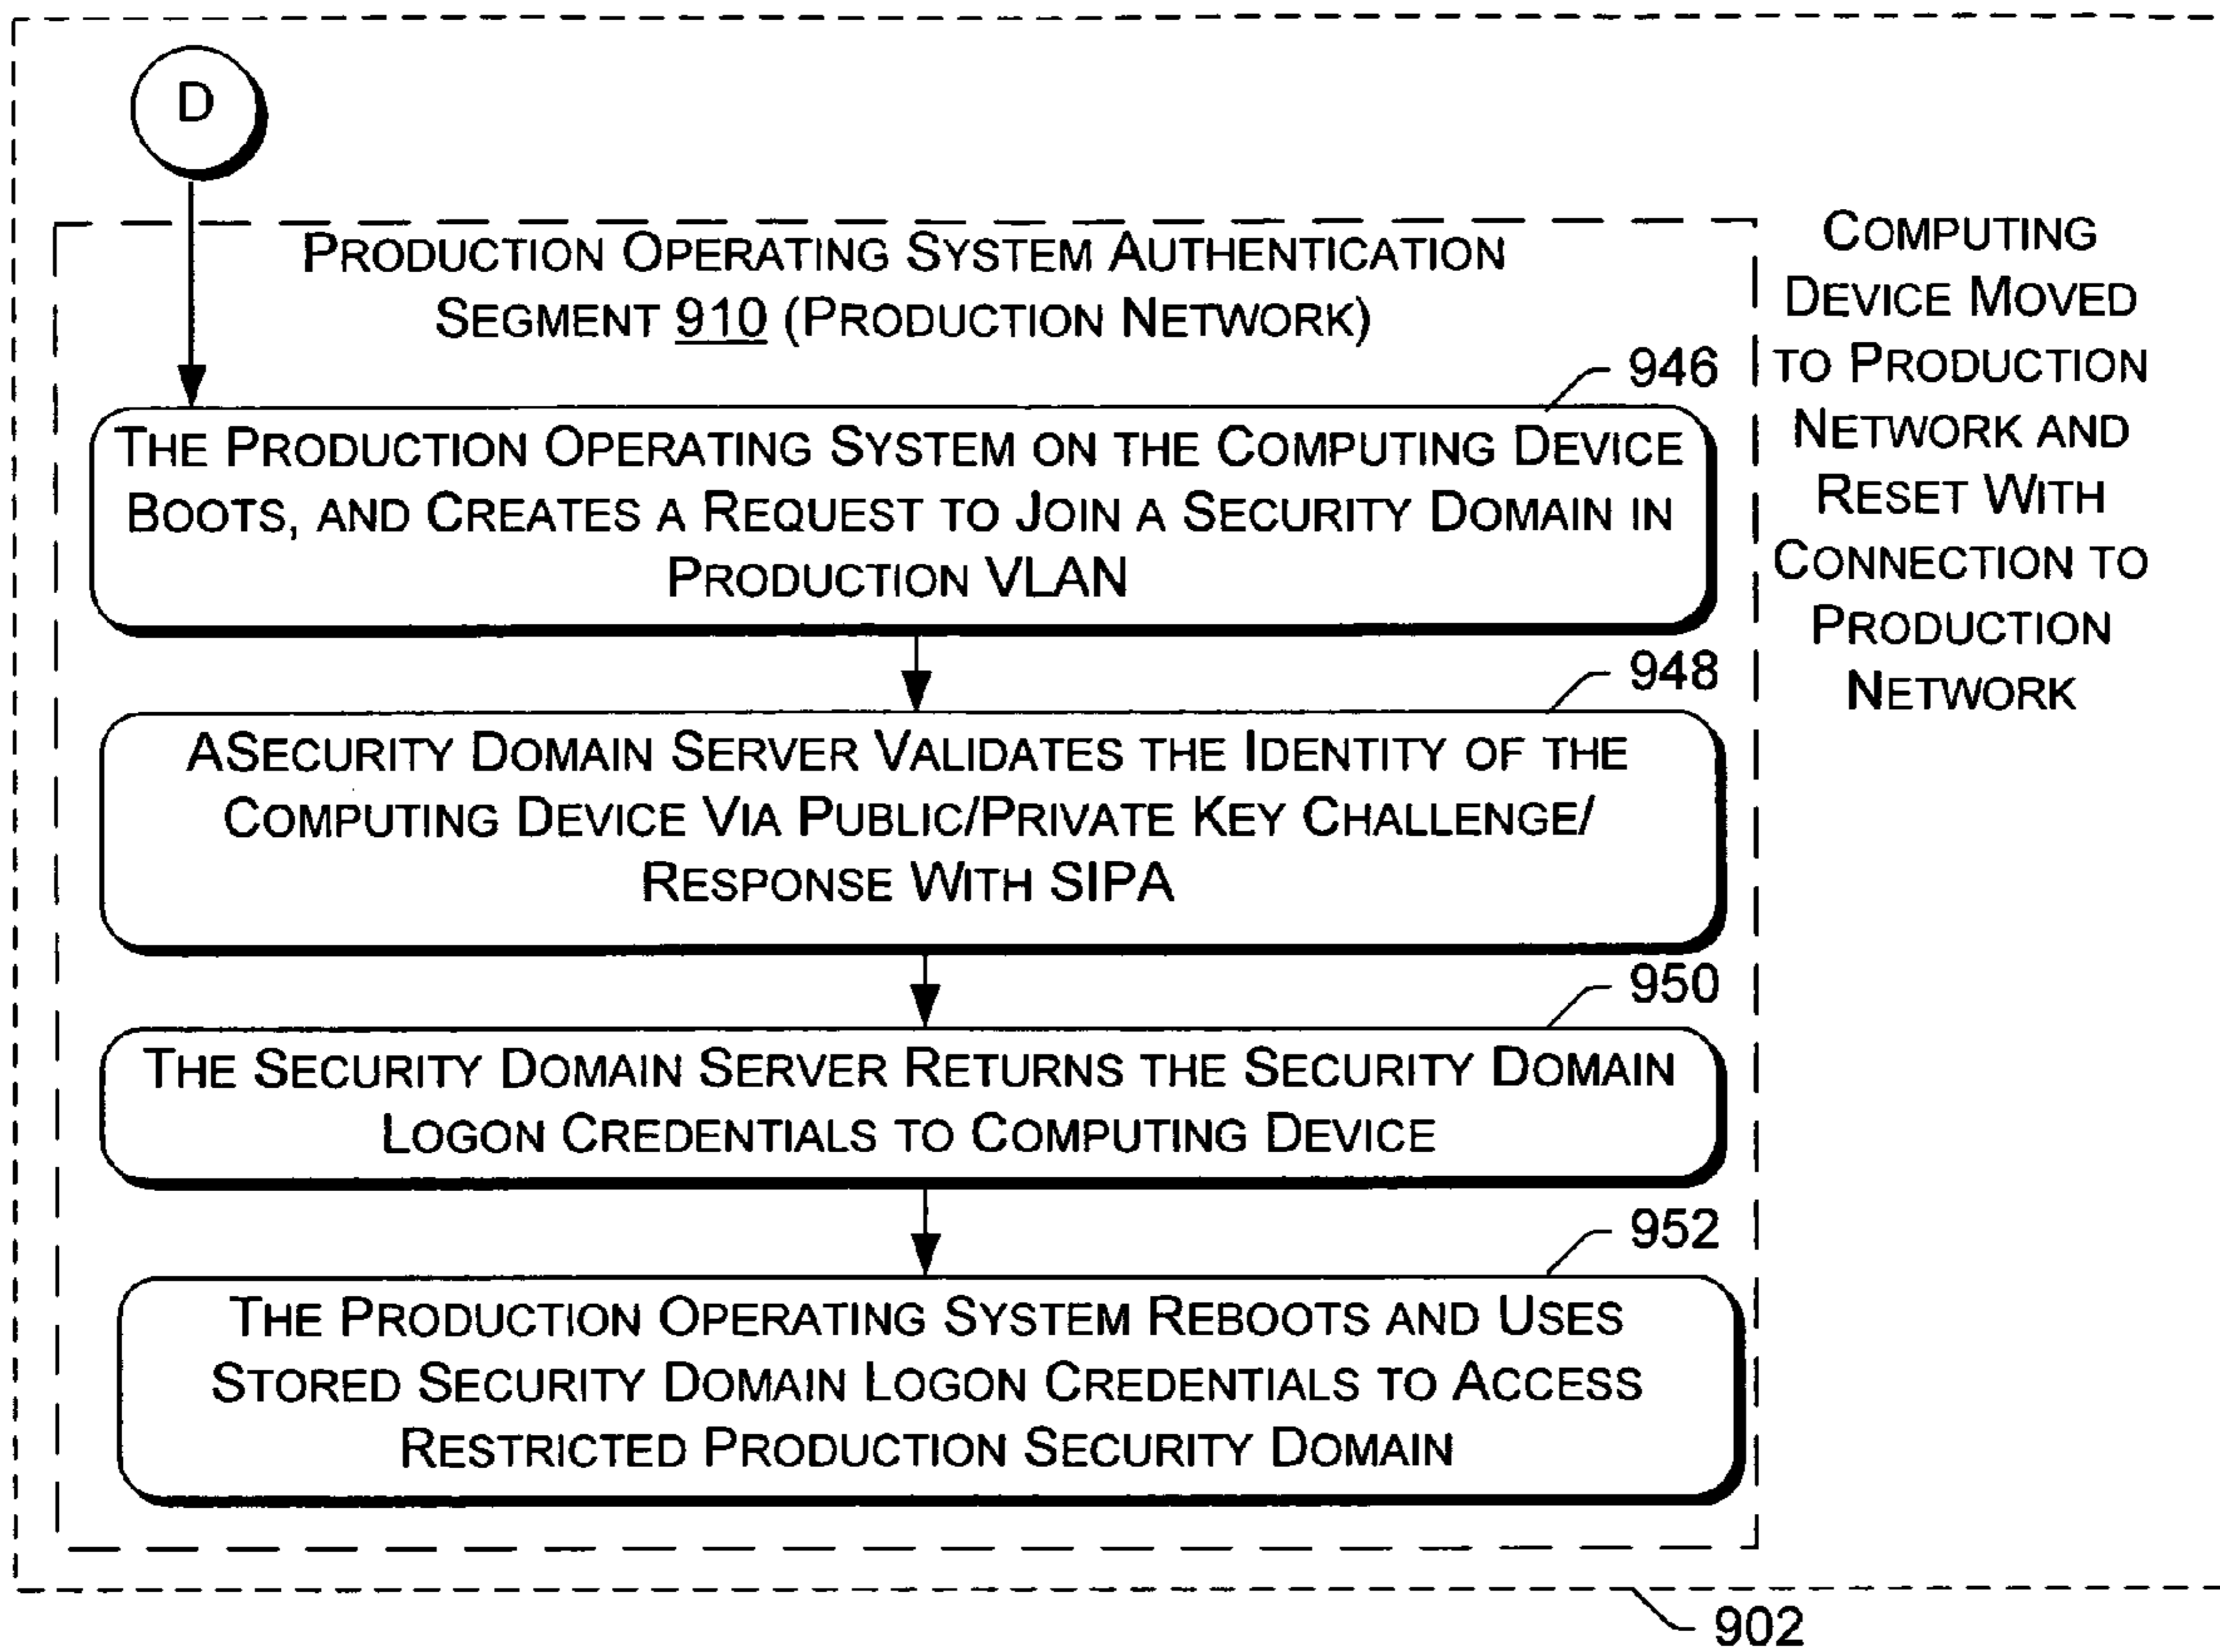 D
PRODUCTION OPERATING SYSTEM AUTHENTICATION
SEGMENT 910 (PRODUCTION NETWORK)
946
THE PRODUCTION OPERATING SYSTEM ON THE COMPUTING DEVICE
BOOTS, AND CREATES A REQUEST TO JOIN A SECURITY DOMAIN IN
PRODUCTION VLAN
948
ASECURITY DOMAIN SERVER VALIDATES THE IDENTITY OF THE
COMPUTING DEVICE VIA PUBLIC/PRIVATE KEY CHALLENGE/
RESPONSE WITH SIPA
950
THE SECURITY DOMAIN SERVER RETURNS THE SECURITY DOMAIN
LOGON CREDENTIALS TO COMPUTING DEVICE
952
THE PRODUCTION OPERATING SYSTEM REBOOTS AND USES
STORED SECURITY DOMAIN LOGON CREDENTIALS TO ACCESS
RESTRICTED PRODUCTION SECURITY DOMAIN
COMPUTING
DEVICE MOVED
TO PRODUCTION
NETWORK AND
RESET WITH
CONNECTION TO
PRODUCTION
NETWORK
902